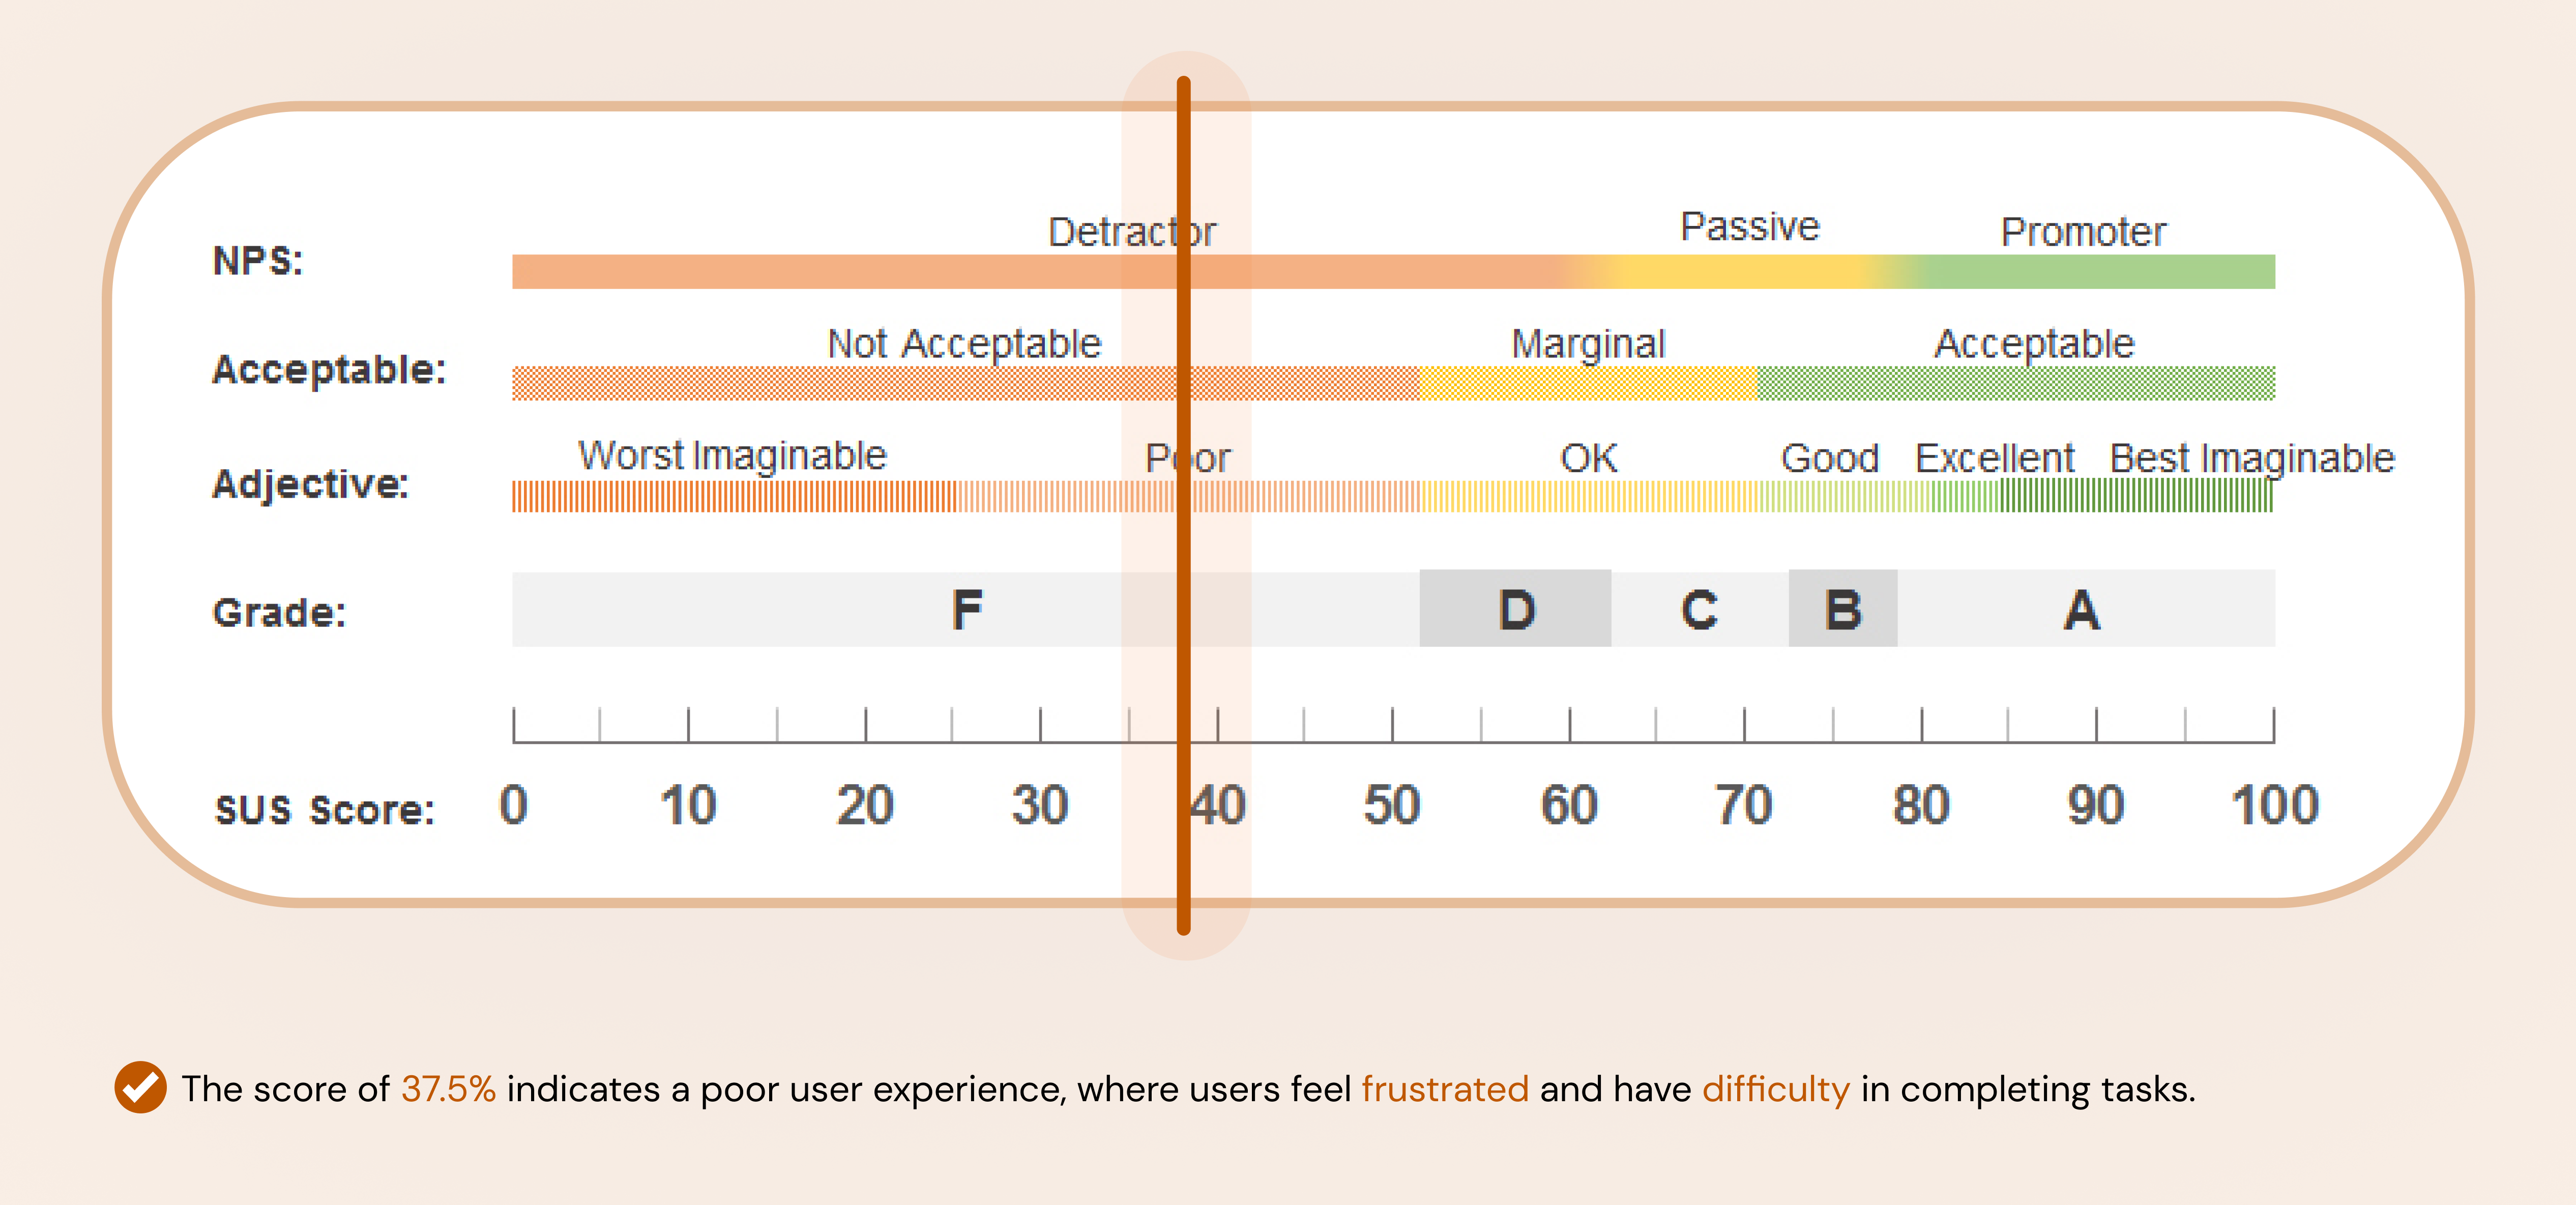 Detractor Passive Promoter
NPS:
Not Acceptable Marginal Acceptable
Acceptable:
Worst Imaginable Poor OK Good Excellent Best Imaginable
Adjective:
Grade: F D C B A
SUS Score: 0 10 20 30 40 50 60 70 80 90 100
The score of 37.5% indicates a poor user experience, where users feel frustrated and have difficulty in completing tasks.